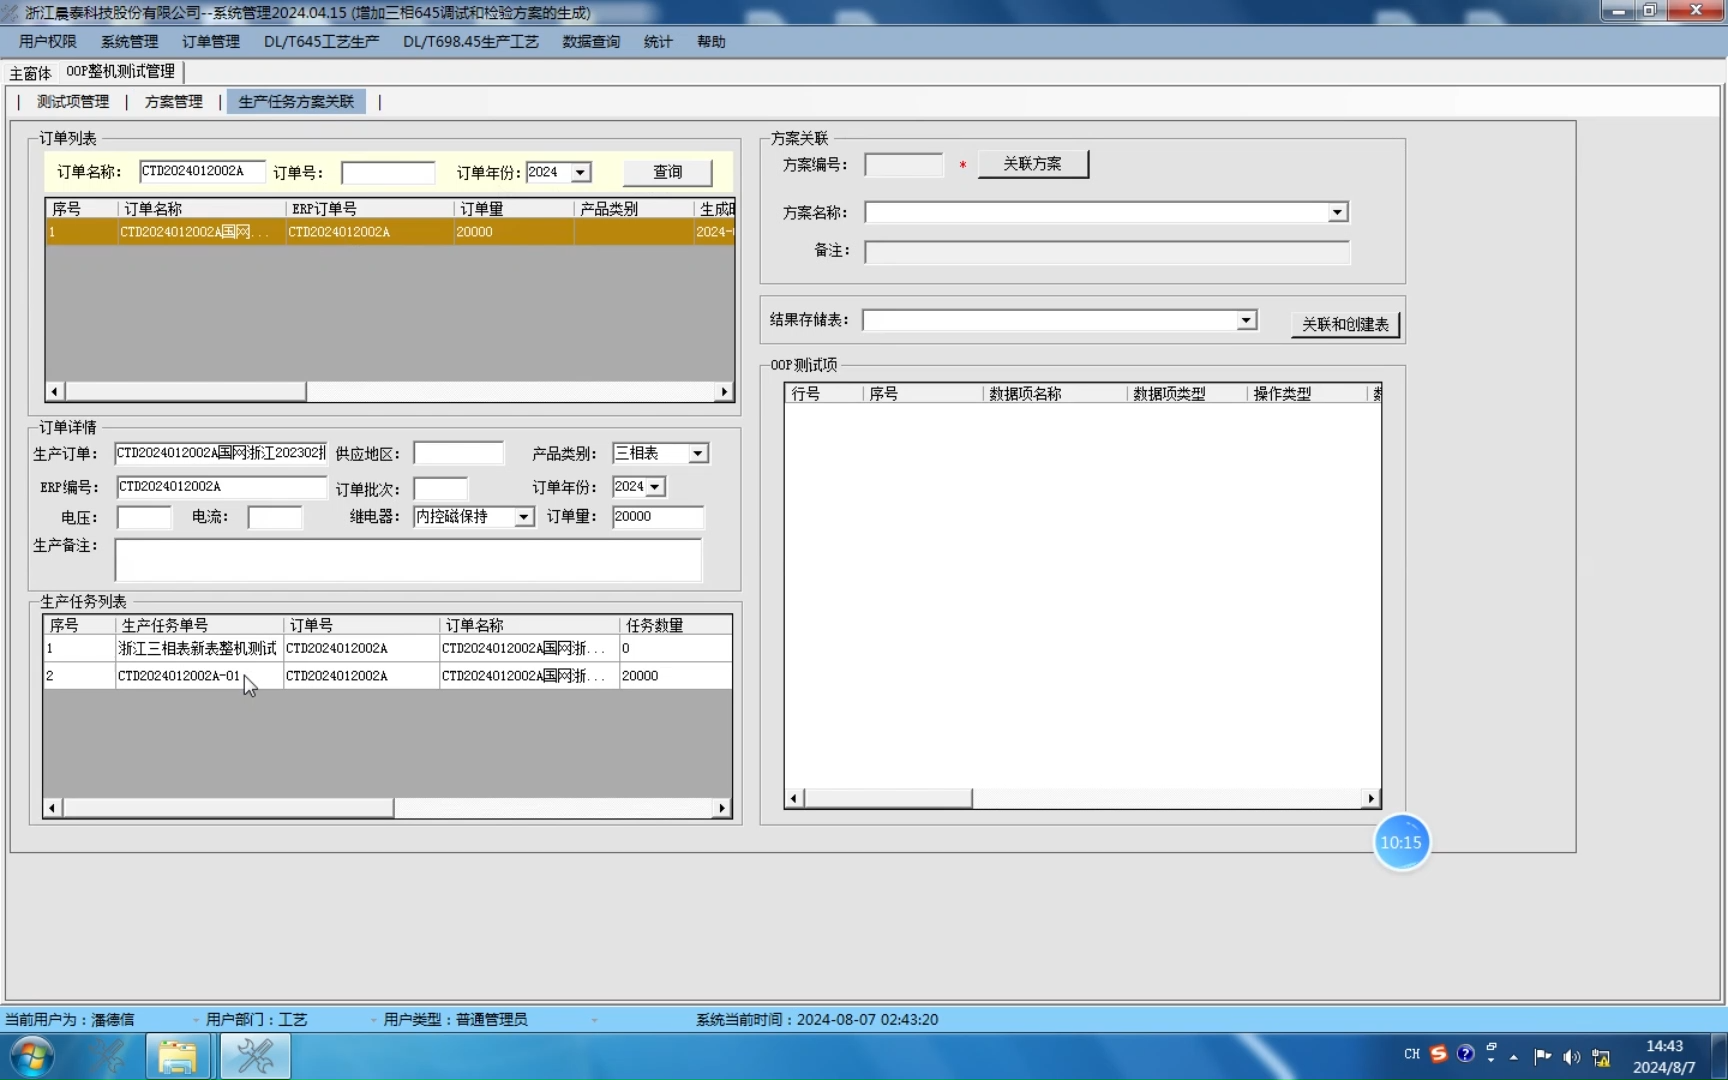 浙江晨泰科技股份有限公司--系统管理2024.04.15 (增加三相645调试和检验方案的生成)
用户权限 系统管理 订单管理 DL/T645工艺生产 DL/T698.45生产工艺 数据查询 统计 帮助
主窗体 OOP整机测试管理
测试项管理 | 方案管理 | 生产任务方案关联
订单列表
订单名称: CTD2024012002A 订单号: 订单年份: 2024 查询
序号 订单名称 ERP订单号 订单量 产品类别 生成时
1 CTD2024012002A国网... CTD2024012002A 20000 2024-
订单详情
生产订单: CTD2024012002A国网浙江202302 供应地区: 产品类别: 三相表
ERP编号: CTD2024012002A 订单批次: 订单年份: 2024
电压: 电流: 继电器: 内控磁保持 订单量: 20000
生产备注:
生产任务列表
序号 生产任务单号 订单号 订单名称 任务数量
1 浙江三相表新表整机测试 CTD2024012002A CTD2024012002A国网浙... 0
2 CTD2024012002A-01 CTD2024012002A CTD2024012002A国网浙... 20000
方案关联
方案编号: * 关联方案
方案名称:
备注:
结果存储表: 关联和创建表
OOP测试项
行号 序号 数据项名称 数据项类型 操作类型
10:15
当前用户为：潘德信 用户部门：工艺 用户类型：普通管理员 系统当前时间：2024-08-07 02:43:20
CH
14:43
2024/8/7